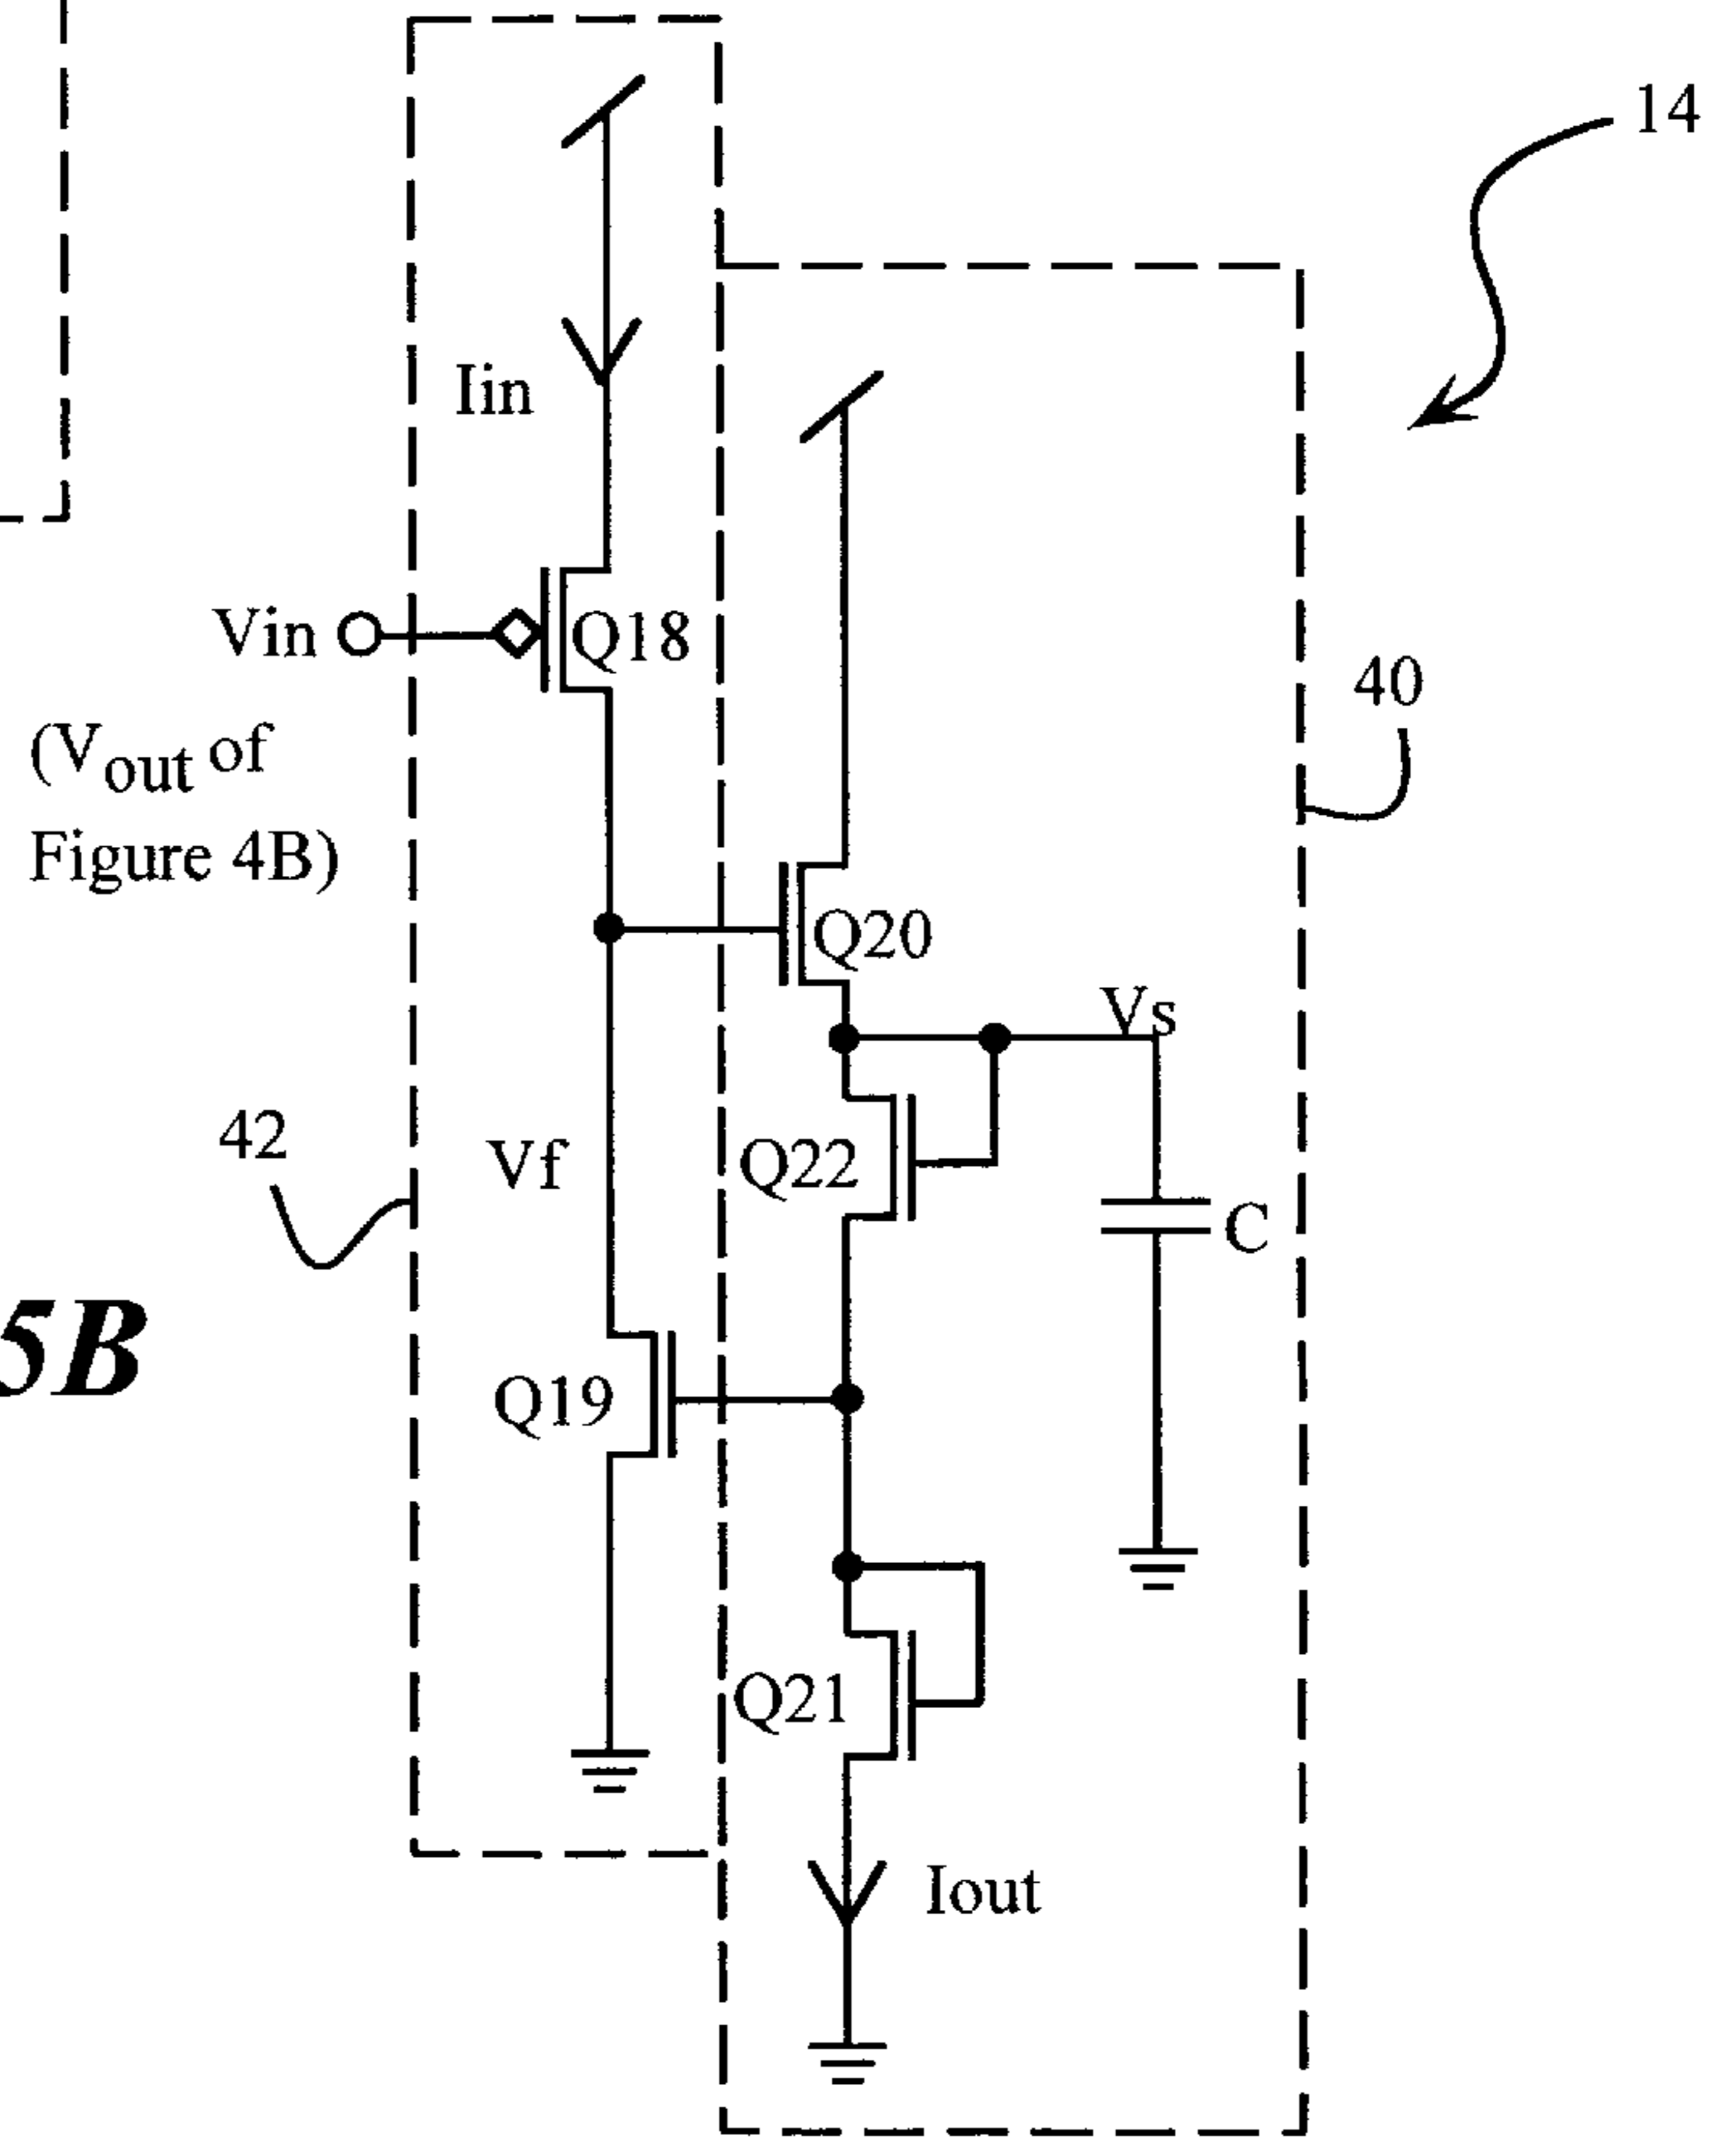 14
Iin
Vin
Q18
40
(Vout of
Figure 4B)
Q20
Vs
42
Vf
Q22
C
5B
Q19
Q21
Iout